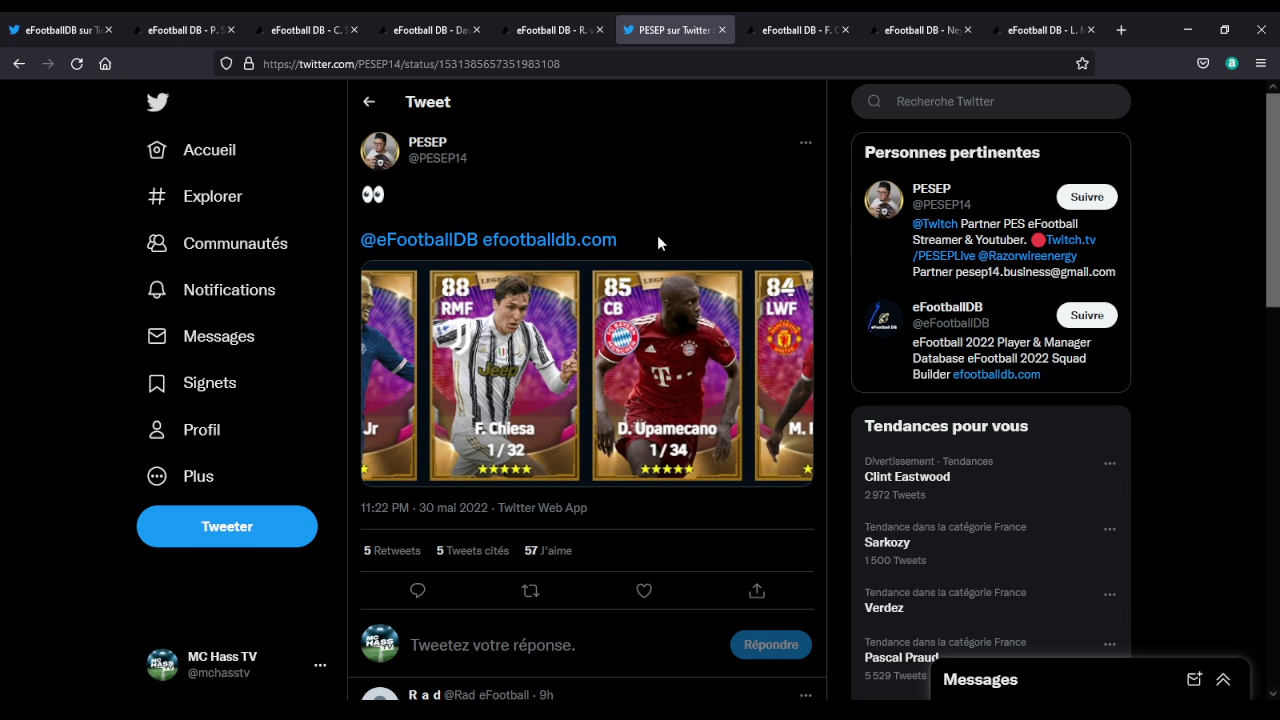 eFootballDB sur Tw
eFootball DB - P. S
eFootball DB - C. S
eFootball DB - Dav
eFootball DB - R. v
PESEP sur Twitter :
eFootball DB - F. C
eFootball DB - Ney
eFootball DB - L. M
https://twitter.com/PESEP14/status/1531385657351983108
Accueil
Explorer
Communautés
Notifications
Messages
Signets
Profil
Plus
Tweeter
MC Hass TV
@mchasstv
Tweet
PESEP
@PESEP14
👀
@eFootballDB efootballdb.com
Jr
88
RMF
Jeep
F. Chiesa
1 / 32
★★★★★
85
CB
T
D. Upamecano
1 / 34
★★★★★
84
LWF
M.
11:22 PM · 30 mai 2022 · Twitter Web App
5 Retweets 5 Tweets cités 57 J'aime
Tweetez votre réponse.
Répondre
R a d @Rad eFootball · 9h
Recherche Twitter
Personnes pertinentes
PESEP
@PESEP14
Suivre
@Twitch Partner PES eFootball
Streamer & Youtuber. 🔴Twitch.tv
/PESEPLive @Razorwireenergy
Partner pesep14.business@gmail.com
eFootballDB
@eFootballDB
Suivre
eFootball 2022 Player & Manager
Database eFootball 2022 Squad
Builder efootballdb.com
Tendances pour vous
Divertissement · Tendances
Clint Eastwood
2 972 Tweets
Tendance dans la catégorie France
Sarkozy
1 500 Tweets
Tendance dans la catégorie France
Verdez
Tendance dans la catégorie France
Pascal Praud
5 529 Tweets
Messages